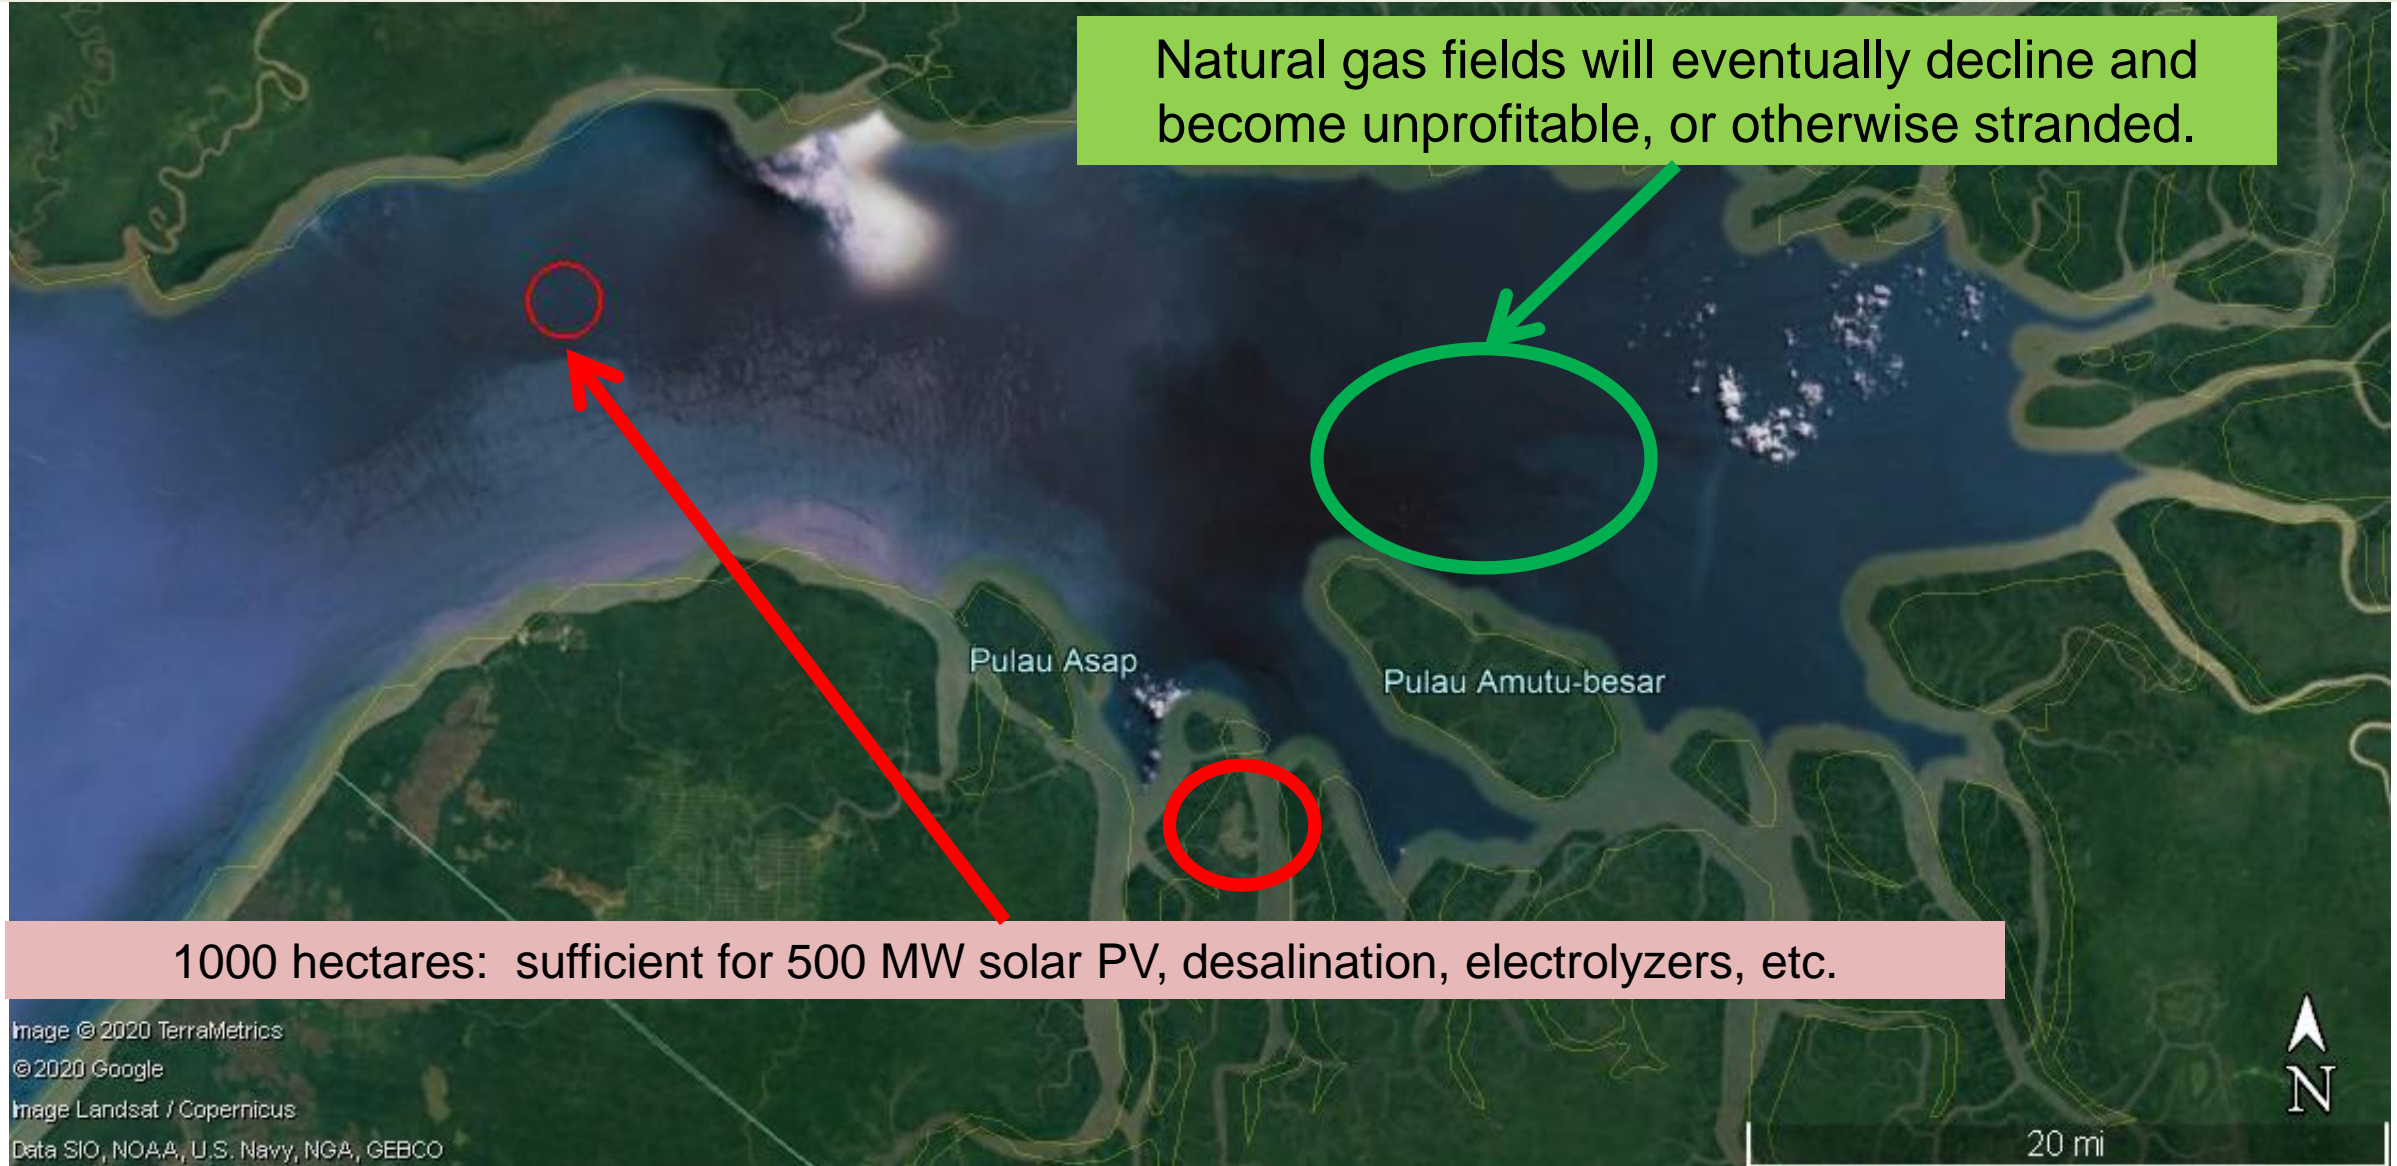 Natural gas fields will eventually decline and
become unprofitable, or otherwise stranded.
Pulau Asap
Pulau Amutu-besar
1000 hectares:  sufficient for 500 MW solar PV, desalination, electrolyzers, etc.
Image © 2020 TerraMetrics
© 2020 Google
Image Landsat / Copernicus
Data SIO, NOAA, U.S. Navy, NGA, GEBCO
N
20 mi